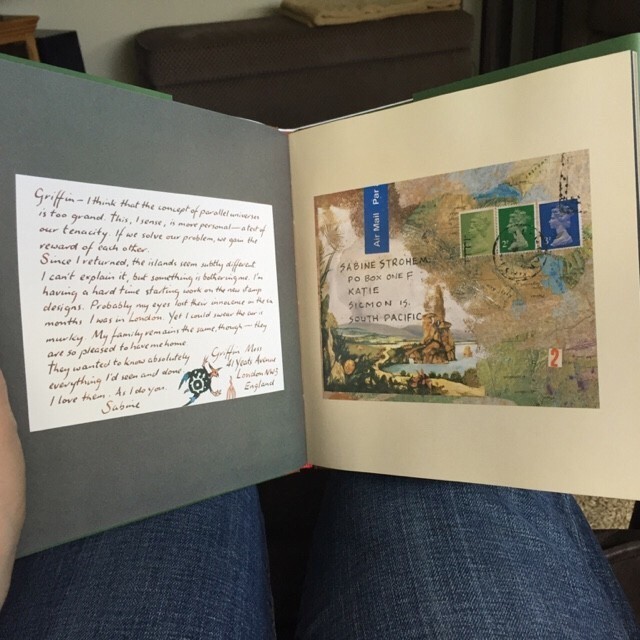 Griffin — I think that the concept of parallel universes
is too grand. This, I sense, is more personal — a test of
our tenacity. If we solve our problem, we gain the
reward of each other.
Since I returned, the islands seem subtly different.
I can't explain it, but something is bothering me. I'm
having a hard time starting work on the new stamp
designs. Probably my eyes lost their innocence in the six
months I was in London. Yet I could swear the air is
murky. My family remains the same, though — they
are so pleased to have me home
they wanted to know absolutely
everything I'd seen and done.
I love them. As I do you.
Sabine
Griffin Moss
41 Yeats Avenue
London NW3
England
Air Mail Par
SABINE STROHEM
PO BOX ONE F
KATIE
SICMON IS.
SOUTH PACIFIC
2